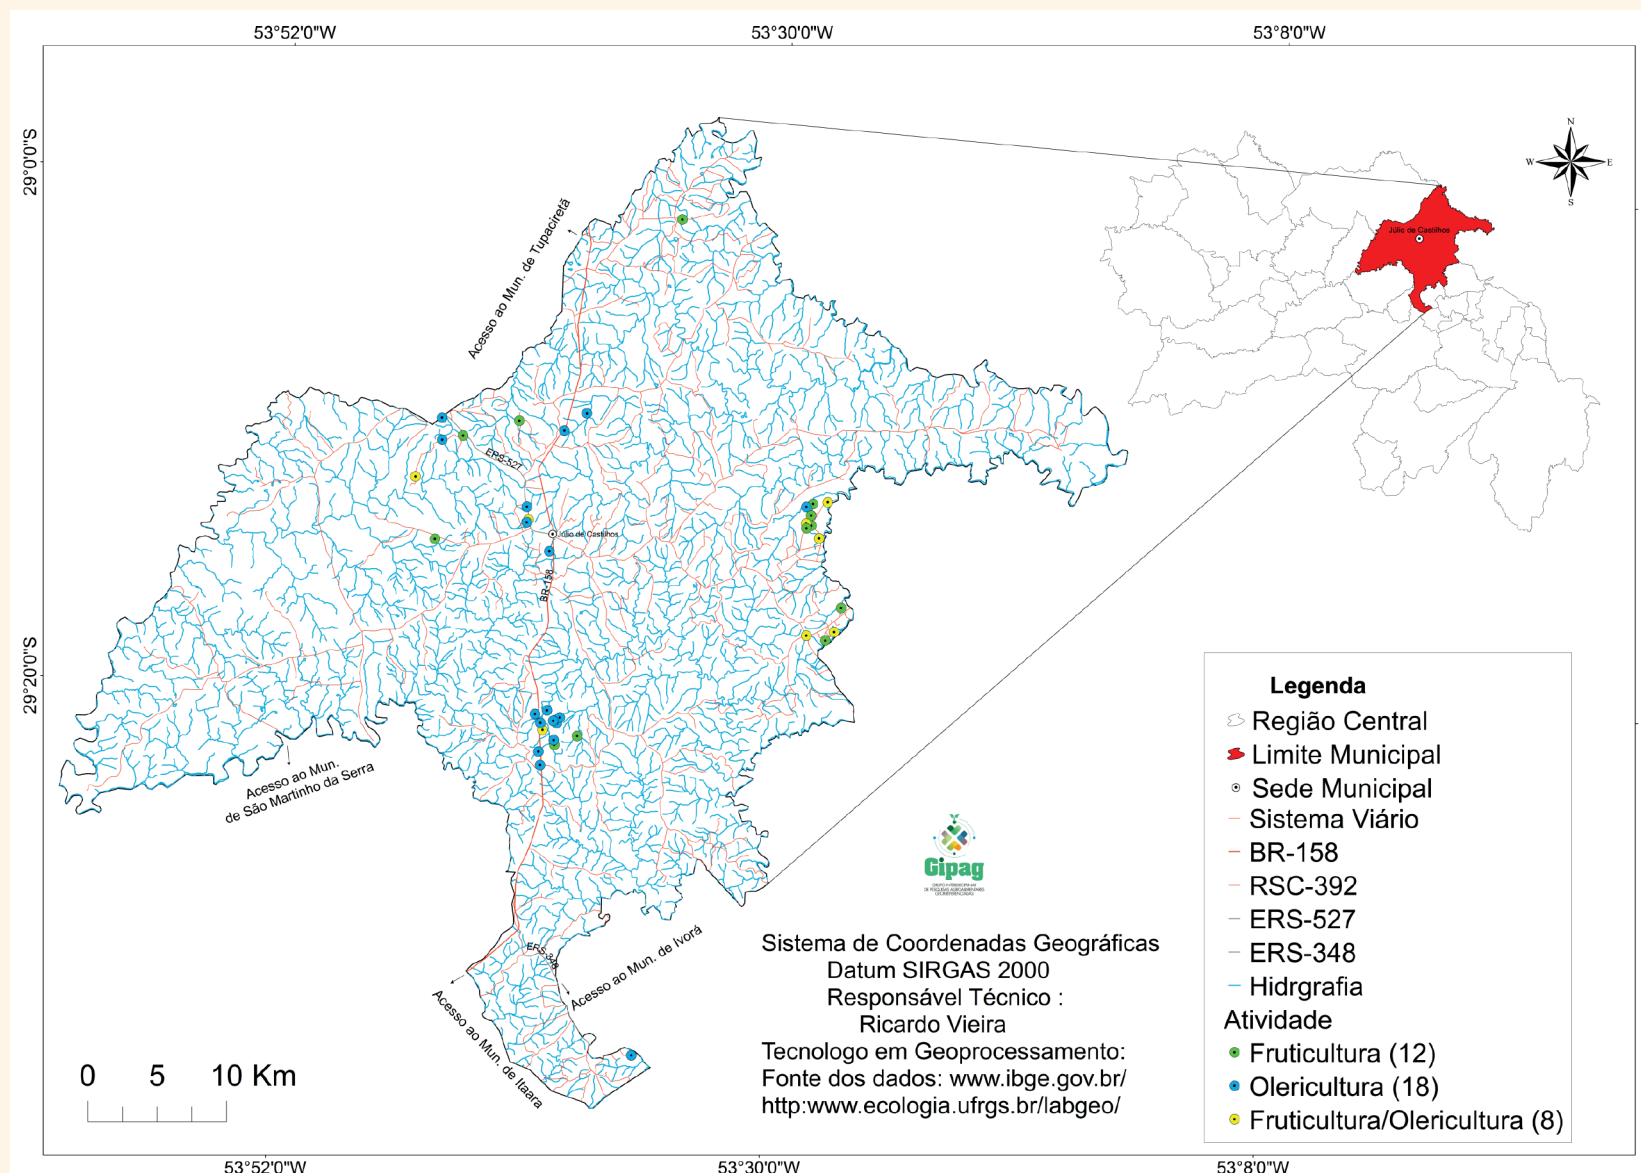 53°52'0"W
53°30'0"W
53°8'0"W
29°0'0"S
29°20'0"S
N
W
E
S
Júlio de Castilhos
Acesso ao Mun. de Tupaciretã
ERS-527
Júlio de Castilhos
BR-158
Acesso ao Mun.
de São Martinho da Serra
ERS-348
Acesso ao Mun. de Ivorá
Acesso ao Mun. de Itaara
0 5 10 Km
Gipag
Sistema de Coordenadas Geográficas
Datum SIRGAS 2000
Responsável Técnico :
Ricardo Vieira
Tecnologo em Geoprocessamento:
Fonte dos dados: www.ibge.gov.br/
http:www.ecologia.ufrgs.br/labgeo/
Legenda
Região Central
Limite Municipal
Sede Municipal
Sistema Viário
BR-158
RSC-392
ERS-527
ERS-348
Hidrgrafia
Atividade
Fruticultura (12)
Olericultura (18)
Fruticultura/Olericultura (8)
53°52'0"W
53°30'0"W
53°8'0"W